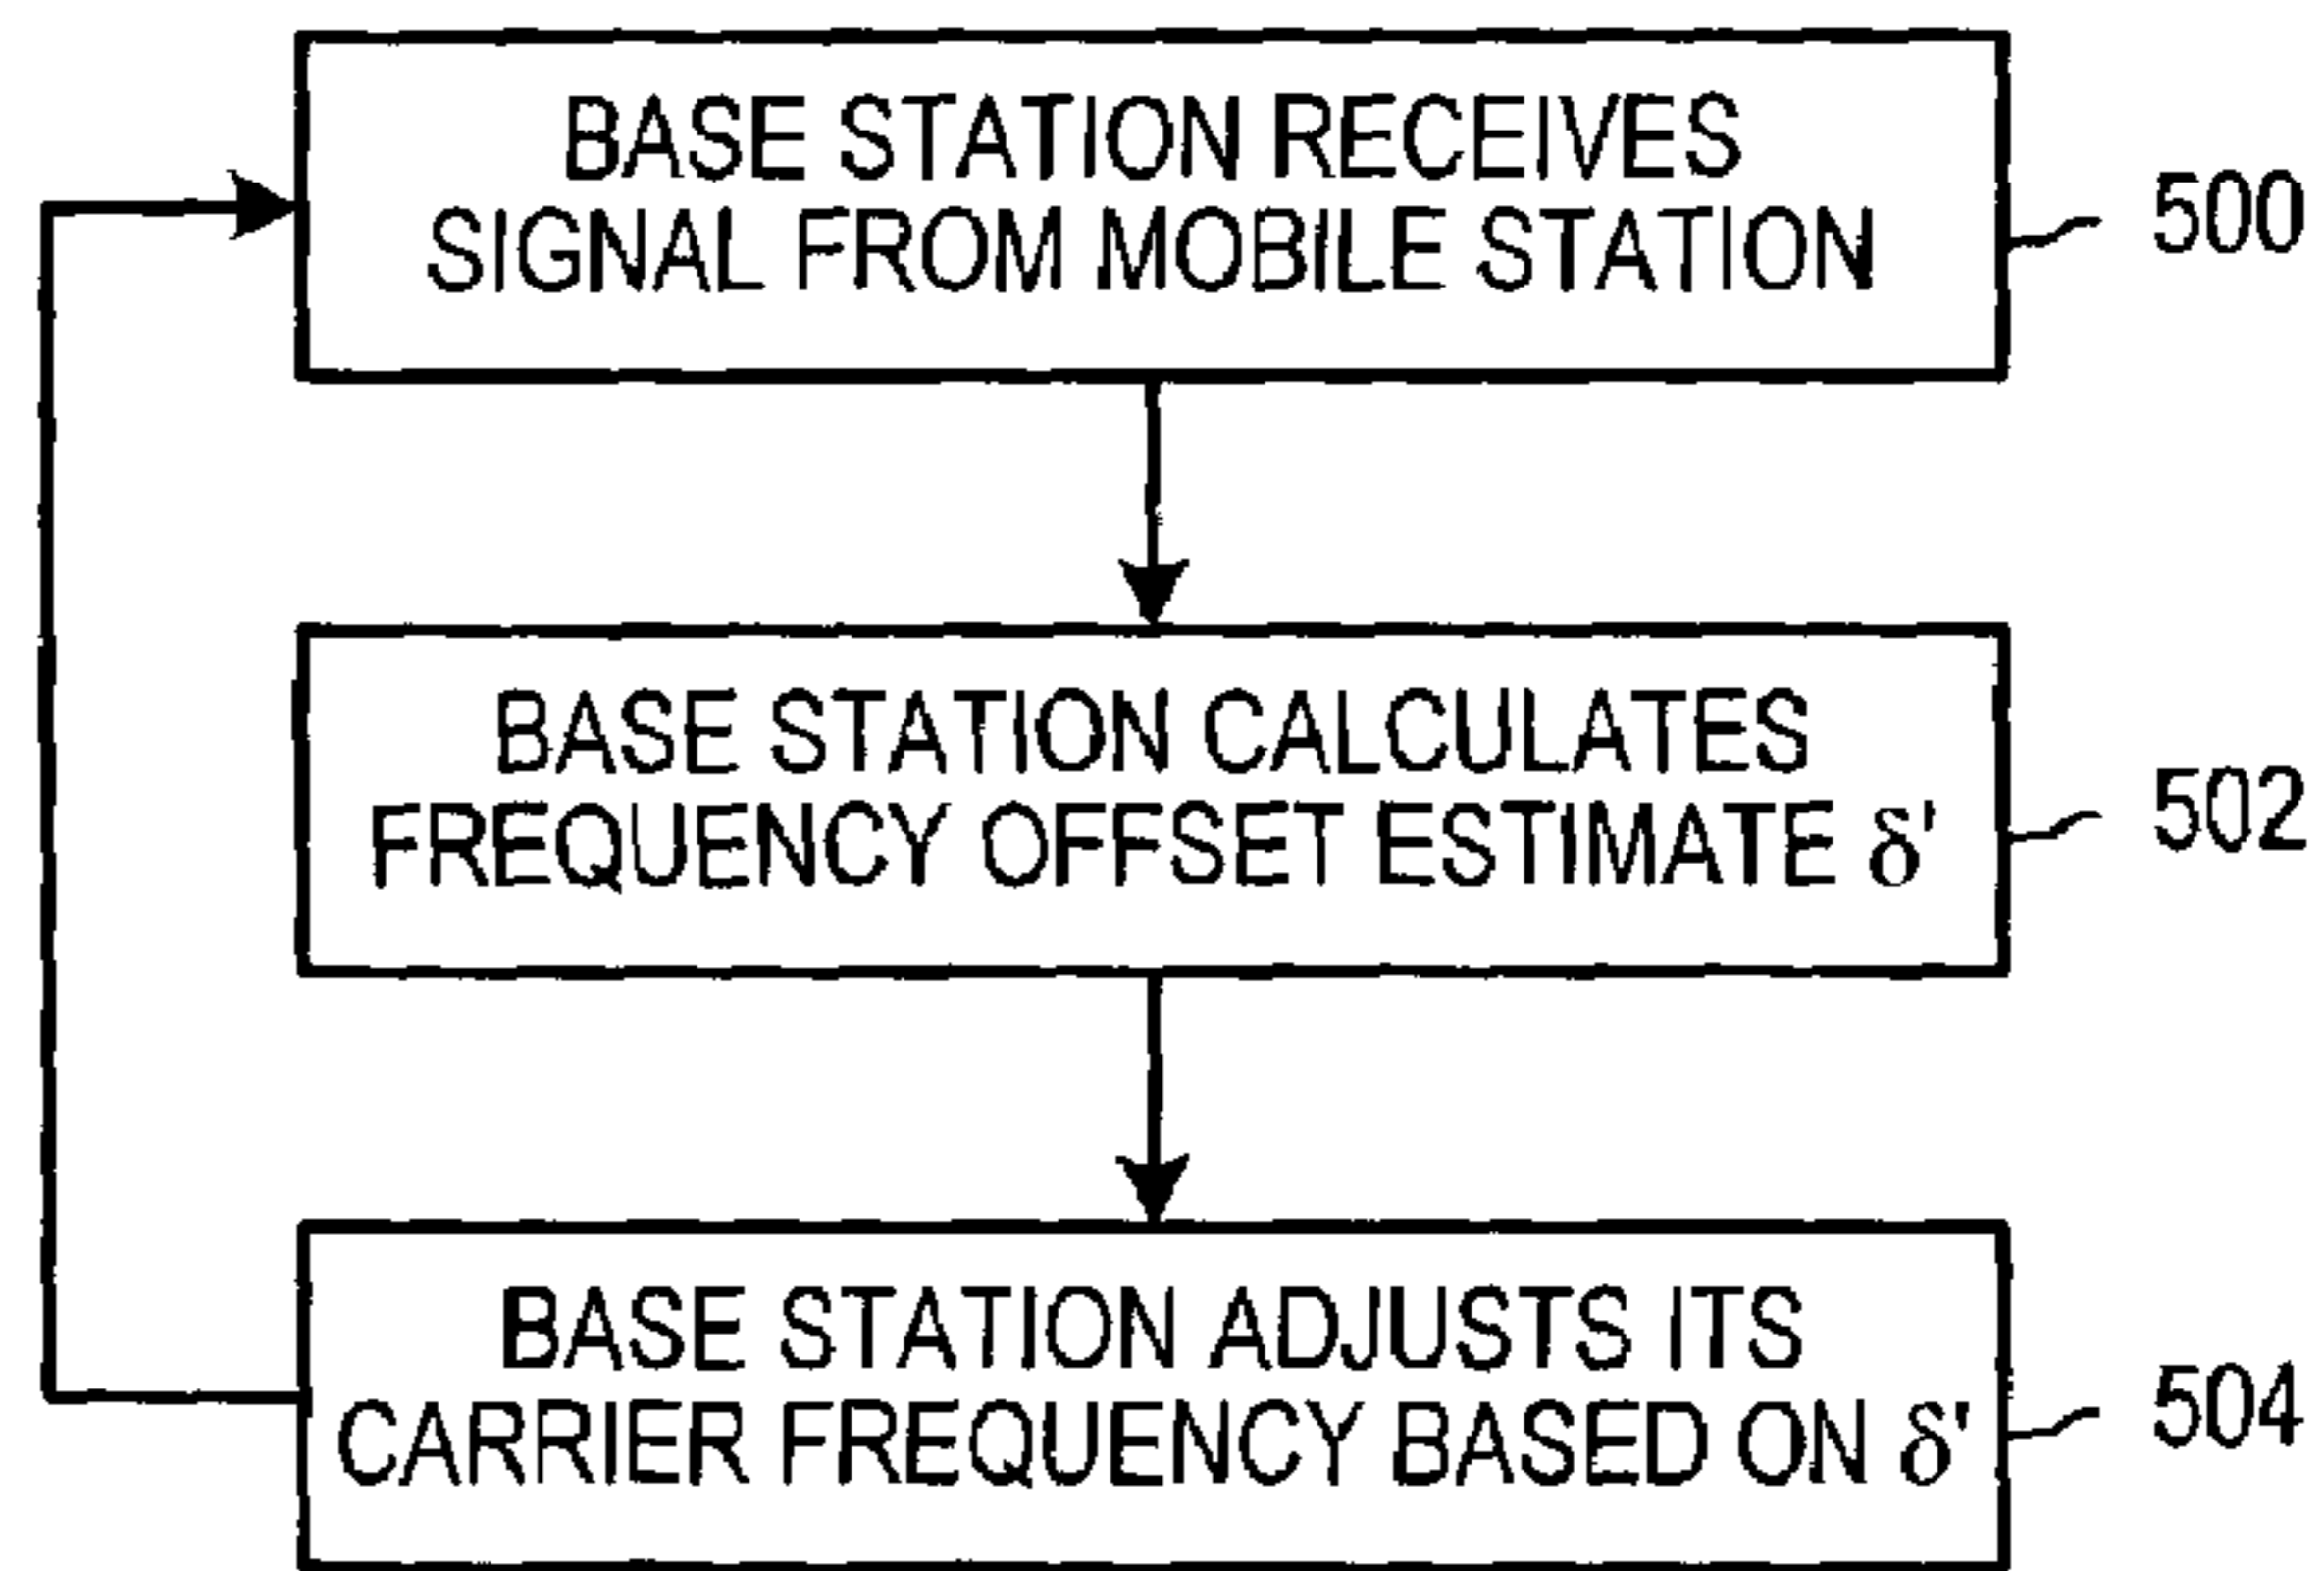 BASE STATION RECEIVES
SIGNAL FROM MOBILE STATION
500
BASE STATION CALCULATES
FREQUENCY OFFSET ESTIMATE δ'
502
BASE STATION ADJUSTS ITS
CARRIER FREQUENCY BASED ON δ'
504